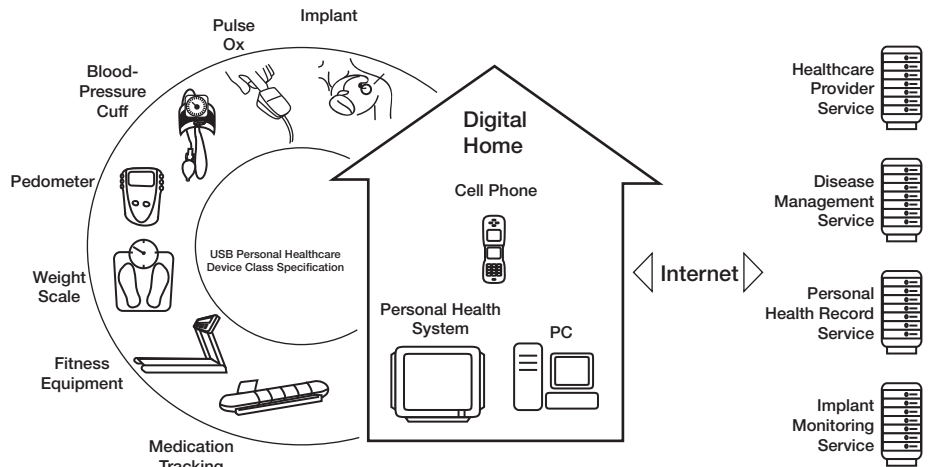 Implant
Pulse
Ox
Blood-
Pressure
Cuff
Pedometer
Weight
Scale
Fitness
Equipment
Medication
Tracking
USB Personal Healthcare
Device Class Specification
Digital
Home
Cell Phone
Personal Health
System
PC
Internet
Healthcare
Provider
Service
Disease
Management
Service
Personal
Health Record
Service
Implant
Monitoring
Service